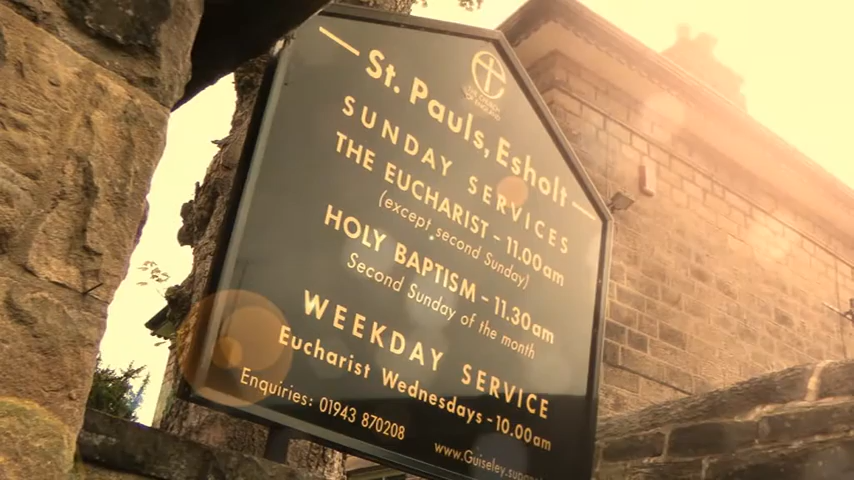 St. Pauls, Esholt
SUNDAY SERVICES
THE EUCHARIST - 11.00am
(except second Sunday)
HOLY BAPTISM - 11.30am
Second Sunday of the month
WEEKDAY SERVICE
Eucharist Wednesdays - 10.00am
Enquiries: 01943 870208